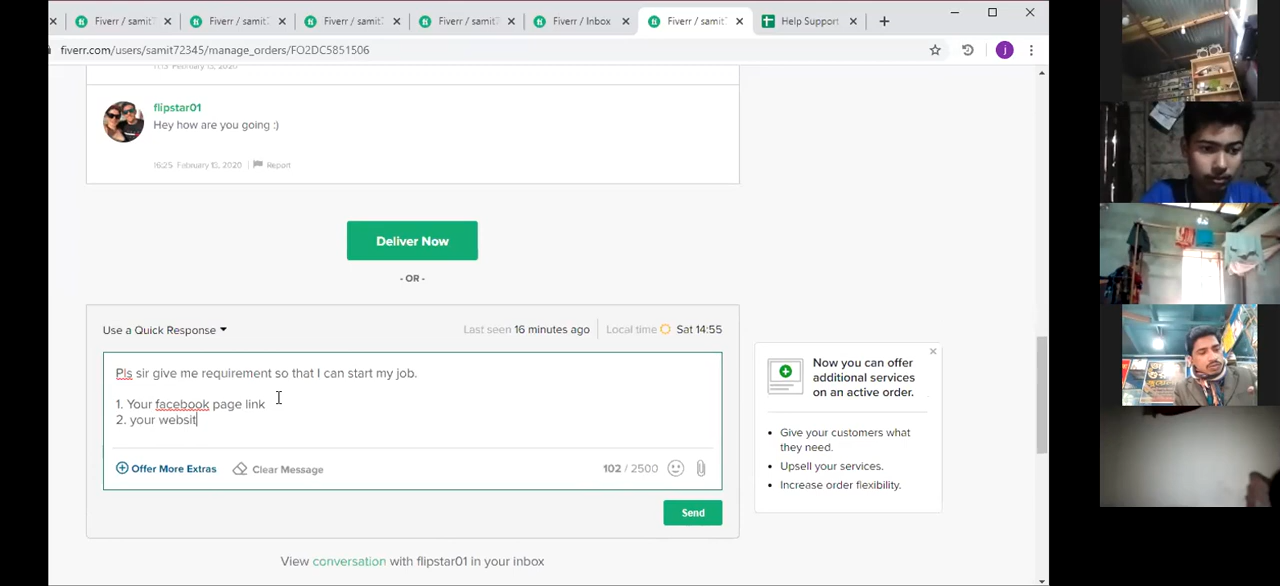 Fiverr / samit
Fiverr / samit
Fiverr / samit
Fiverr / samit
Fiverr / Inbox
Fiverr / samit
Help Support
fiverr.com/users/samit72345/manage_orders/FO2DC5851506
j
flipstar01
Hey how are you going :)
16:25 February 13, 2020 | Report
Deliver Now
- OR -
Use a Quick Response
Last seen 16 minutes ago
Local time
Sat 14:55
Pls sir give me requirement so that I can start my job.
1. Your facebook page link
2. your websit
Offer More Extras
Clear Message
102 / 2500
Send
View conversation with flipstar01 in your inbox
Now you can offer
additional services
on an active order.
• Give your customers what
they need.
• Upsell your services.
• Increase order flexibility.